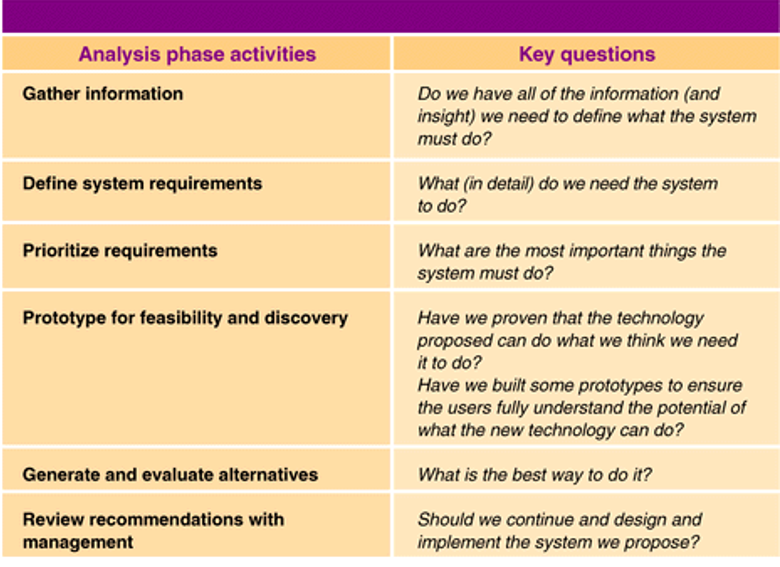 Analysis phase activities
Key questions
Gather information
Do we have all of the information (and
insight) we need to define what the system
must do?
Define system requirements
What (in detail) do we need the system
to do?
Prioritize requirements
What are the most important things the
system must do?
Prototype for feasibility and discovery
Have we proven that the technology
proposed can do what we think we need
it to do?
Have we built some prototypes to ensure
the users fully understand the potential of
what the new technology can do?
Generate and evaluate alternatives
What is the best way to do it?
Review recommendations with
management
Should we continue and design and
implement the system we propose?